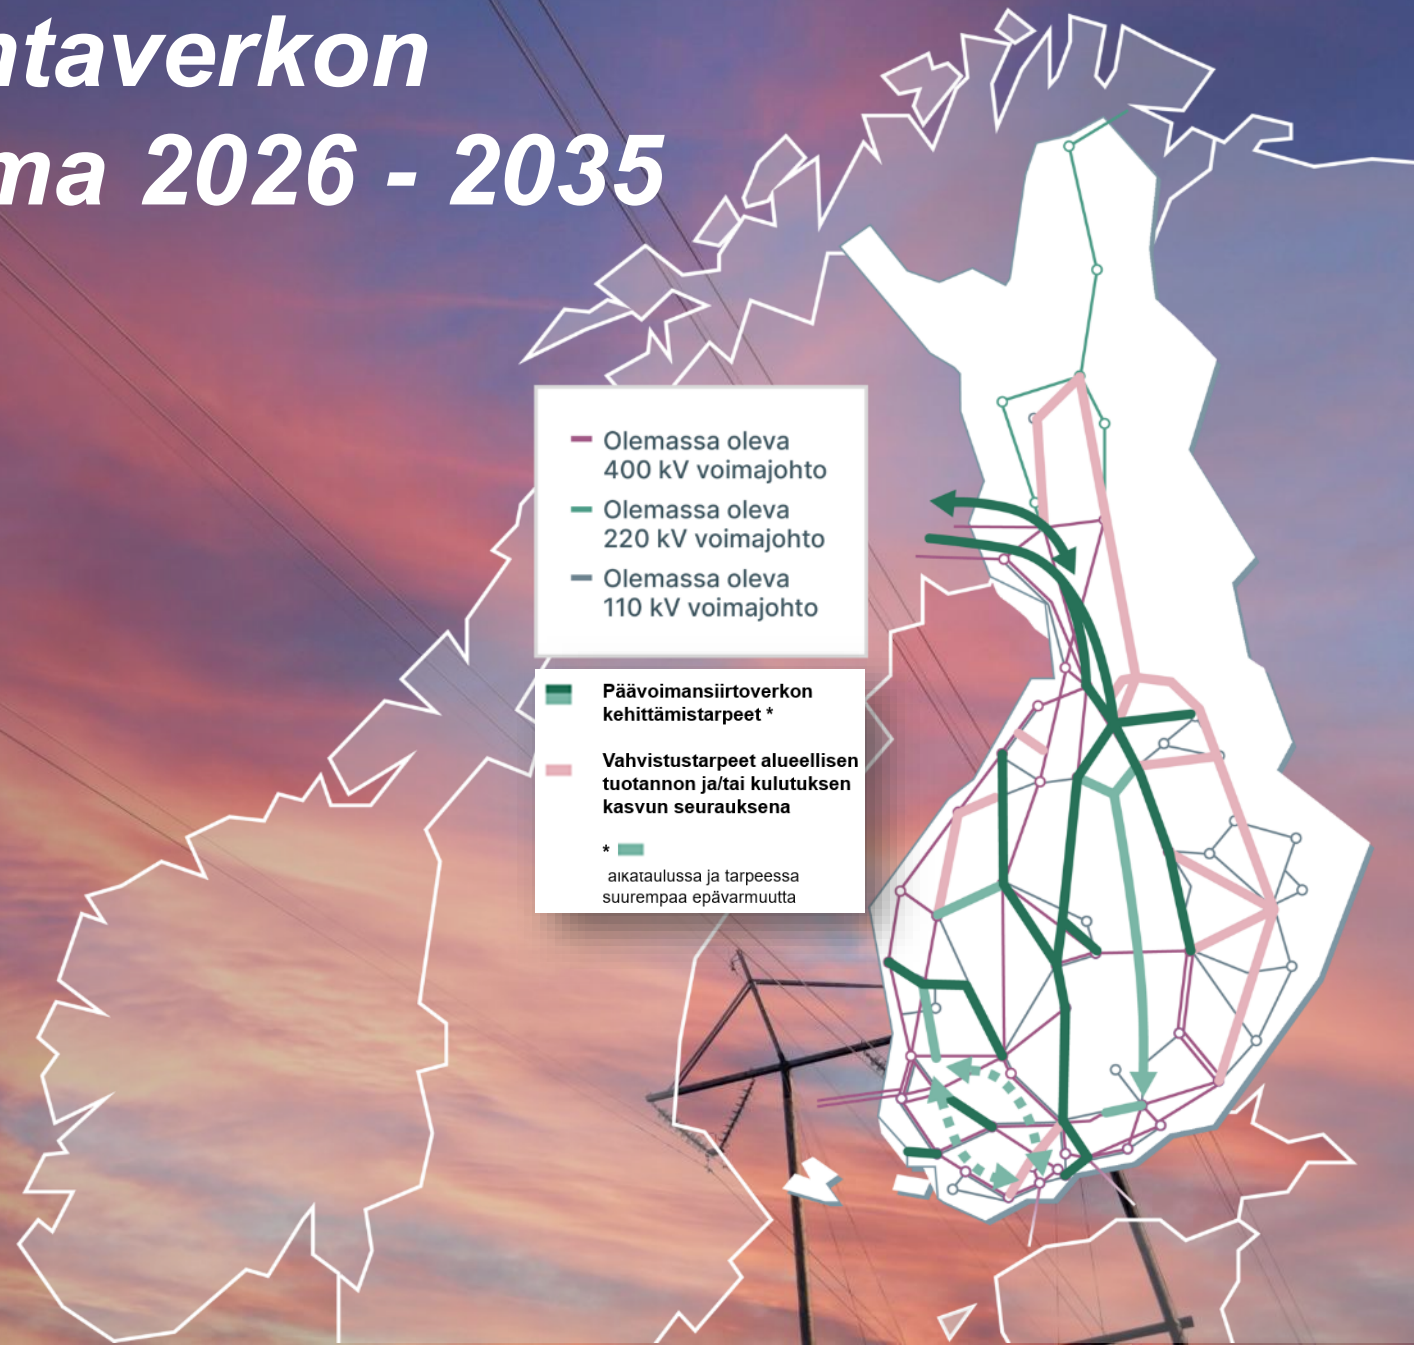 ntaverkon
ma 2026 - 2035
Olemassa oleva
400 kV voimajohto
Olemassa oleva
220 kV voimajohto
Olemassa oleva
110 kV voimajohto
Päävoimansiirtoverkon
kehittämistarpeet *
Vahvistustarpeet alueellisen
tuotannon ja/tai kulutuksen
kasvun seurauksena
*
aikataulussa ja tarpeessa
suurempaa epävarmuutta